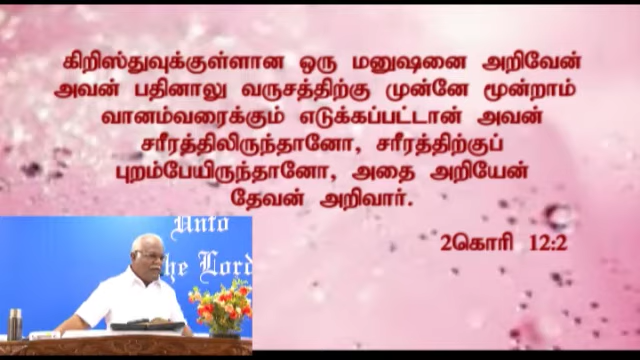 கிறிஸ்துவுக்குள்ளான ஒரு மனுஷனை அறிவேன்
அவன் பதினாலு வருசத்திற்கு முன்னே மூன்றாம்
வானம்வரைக்கும் எடுக்கப்பட்டான் அவன்
சரீரத்திலிருந்தானோ, சரீரத்திற்குப்
புறம்பேயிருந்தானோ, அதை அறியேன்
தேவன் அறிவார்.
2கொரி 12:2
Unto
the Lord